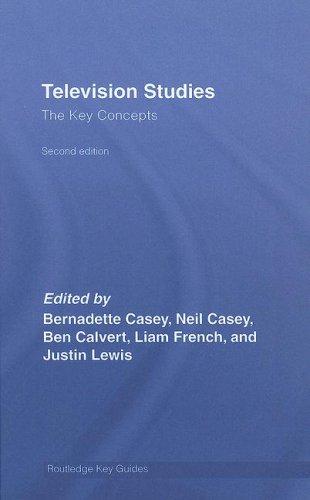 Television Studies
The Key Concepts
Second edition
Edited by
Bernadette Casey, Neil Casey,
Ben Calvert, Liam French, and
Justin Lewis
Routledge Key Guides